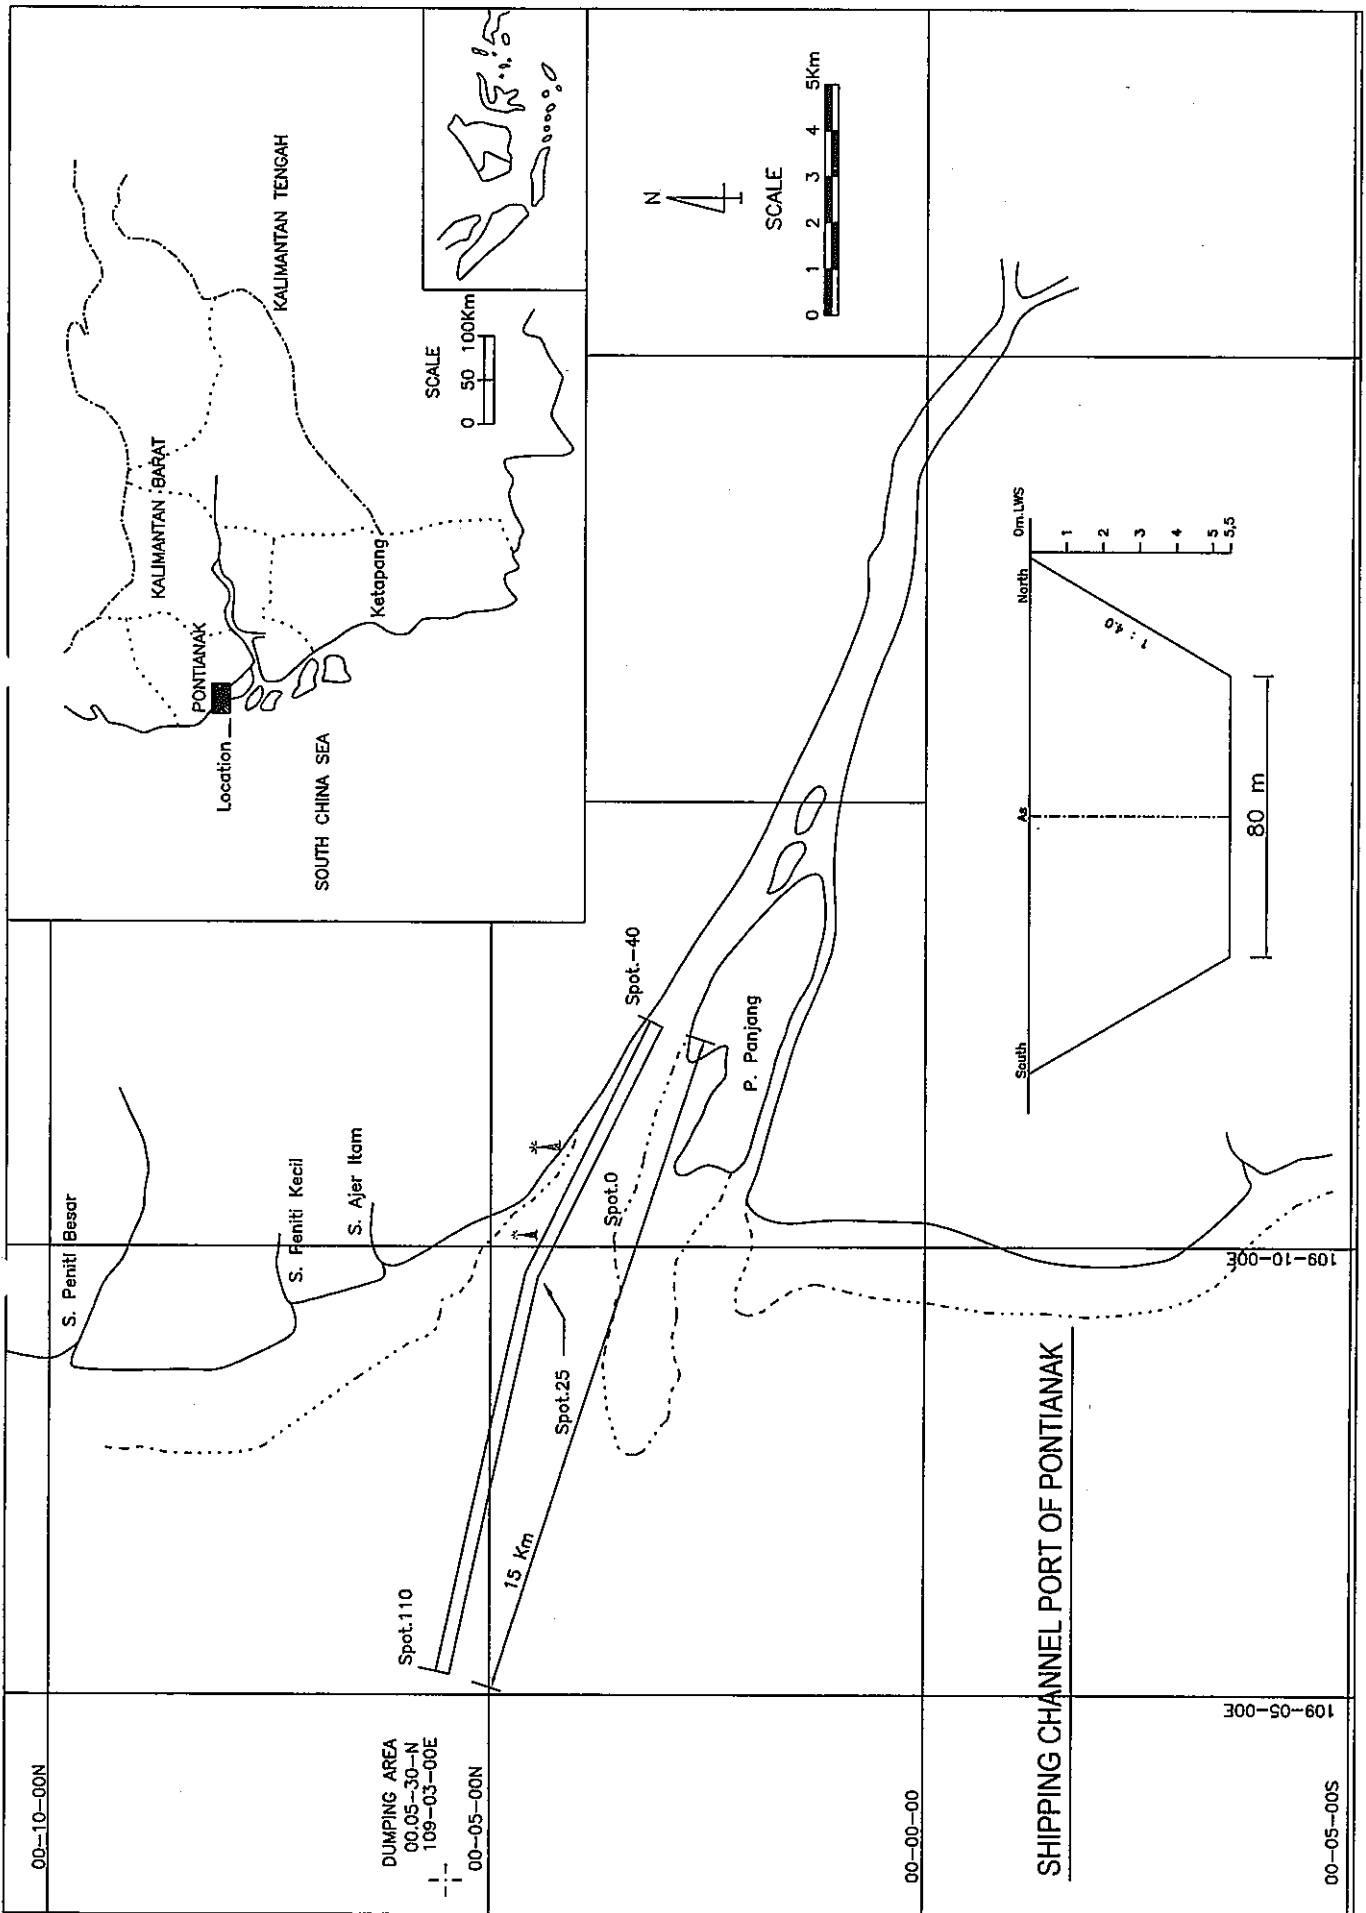 00-10-00N
S. Peniti Besar
S. Peniti Kecil
S. Ajer Itam
DUMPING AREA
00.05-30-N
109-03-00E
00-05-00N
Spot.110
15 Km
Spot.25
Spot.0
Spot.-40
P. Panjang
00-00-00
00-05-00S
109-05-00E
109-10-00E
SHIPPING CHANNEL PORT OF PONTIANAK
KALIMANTAN BARAT
KALIMANTAN TENGAH
PONTIANAK
Location
Ketapang
SOUTH CHINA SEA
SCALE
0 50 100Km
N
SCALE
0 1 2 3 4 5Km
South
As
North
0m.LWS
1
2
3
4
5
5,5
1 : 4.0
80 m